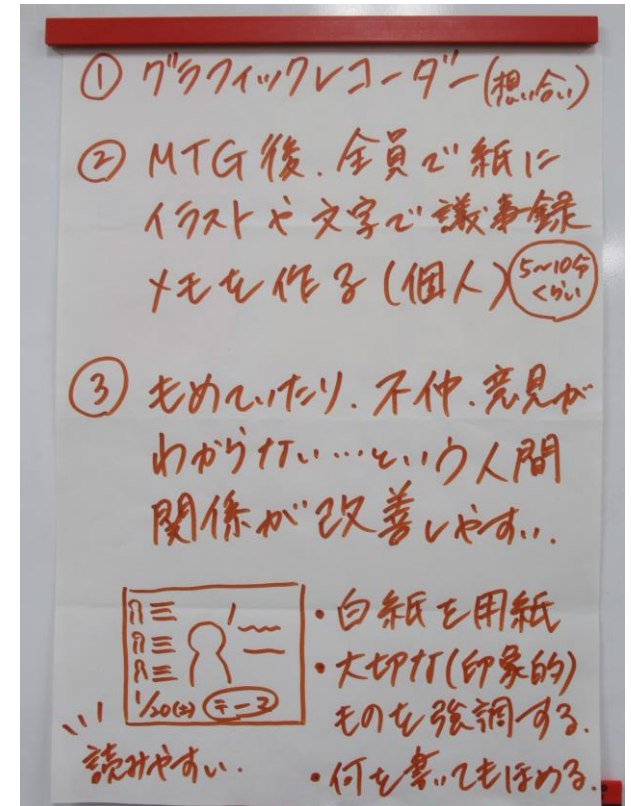 ① グラフィックレコーダー(想い合い)
② MTG後、全員で紙に
イラストや文字で議事録
メモを作る(個人)
5~10分
くらい
③ もめていたり、不仲、意見が
わからない…という人間
関係が改善しやすい.
1/20(土) テーマ
読みやすい.
・白紙を用紙
・大切な(印象的)
ものを強調する.
・何を書いてもほめる.